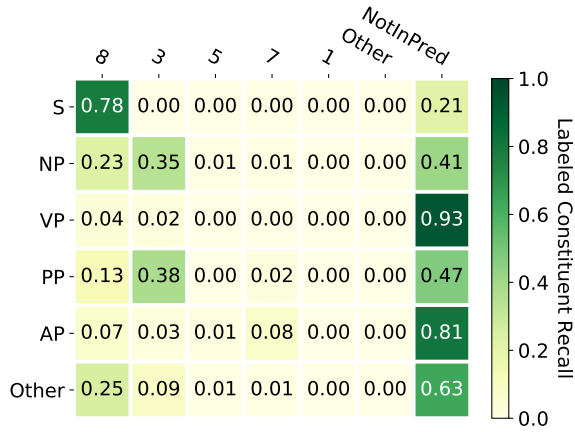 8 3 5 7 1 Other NotInPred
S 0.78 0.00 0.00 0.00 0.00 0.00 0.21
NP 0.23 0.35 0.01 0.01 0.00 0.00 0.41
VP 0.04 0.02 0.00 0.00 0.00 0.00 0.93
PP 0.13 0.38 0.00 0.02 0.00 0.00 0.47
AP 0.07 0.03 0.01 0.08 0.00 0.00 0.81
Other 0.25 0.09 0.01 0.01 0.00 0.00 0.63
1.0
0.8
0.6
0.4
0.2
0.0
Labeled Constituent Recall